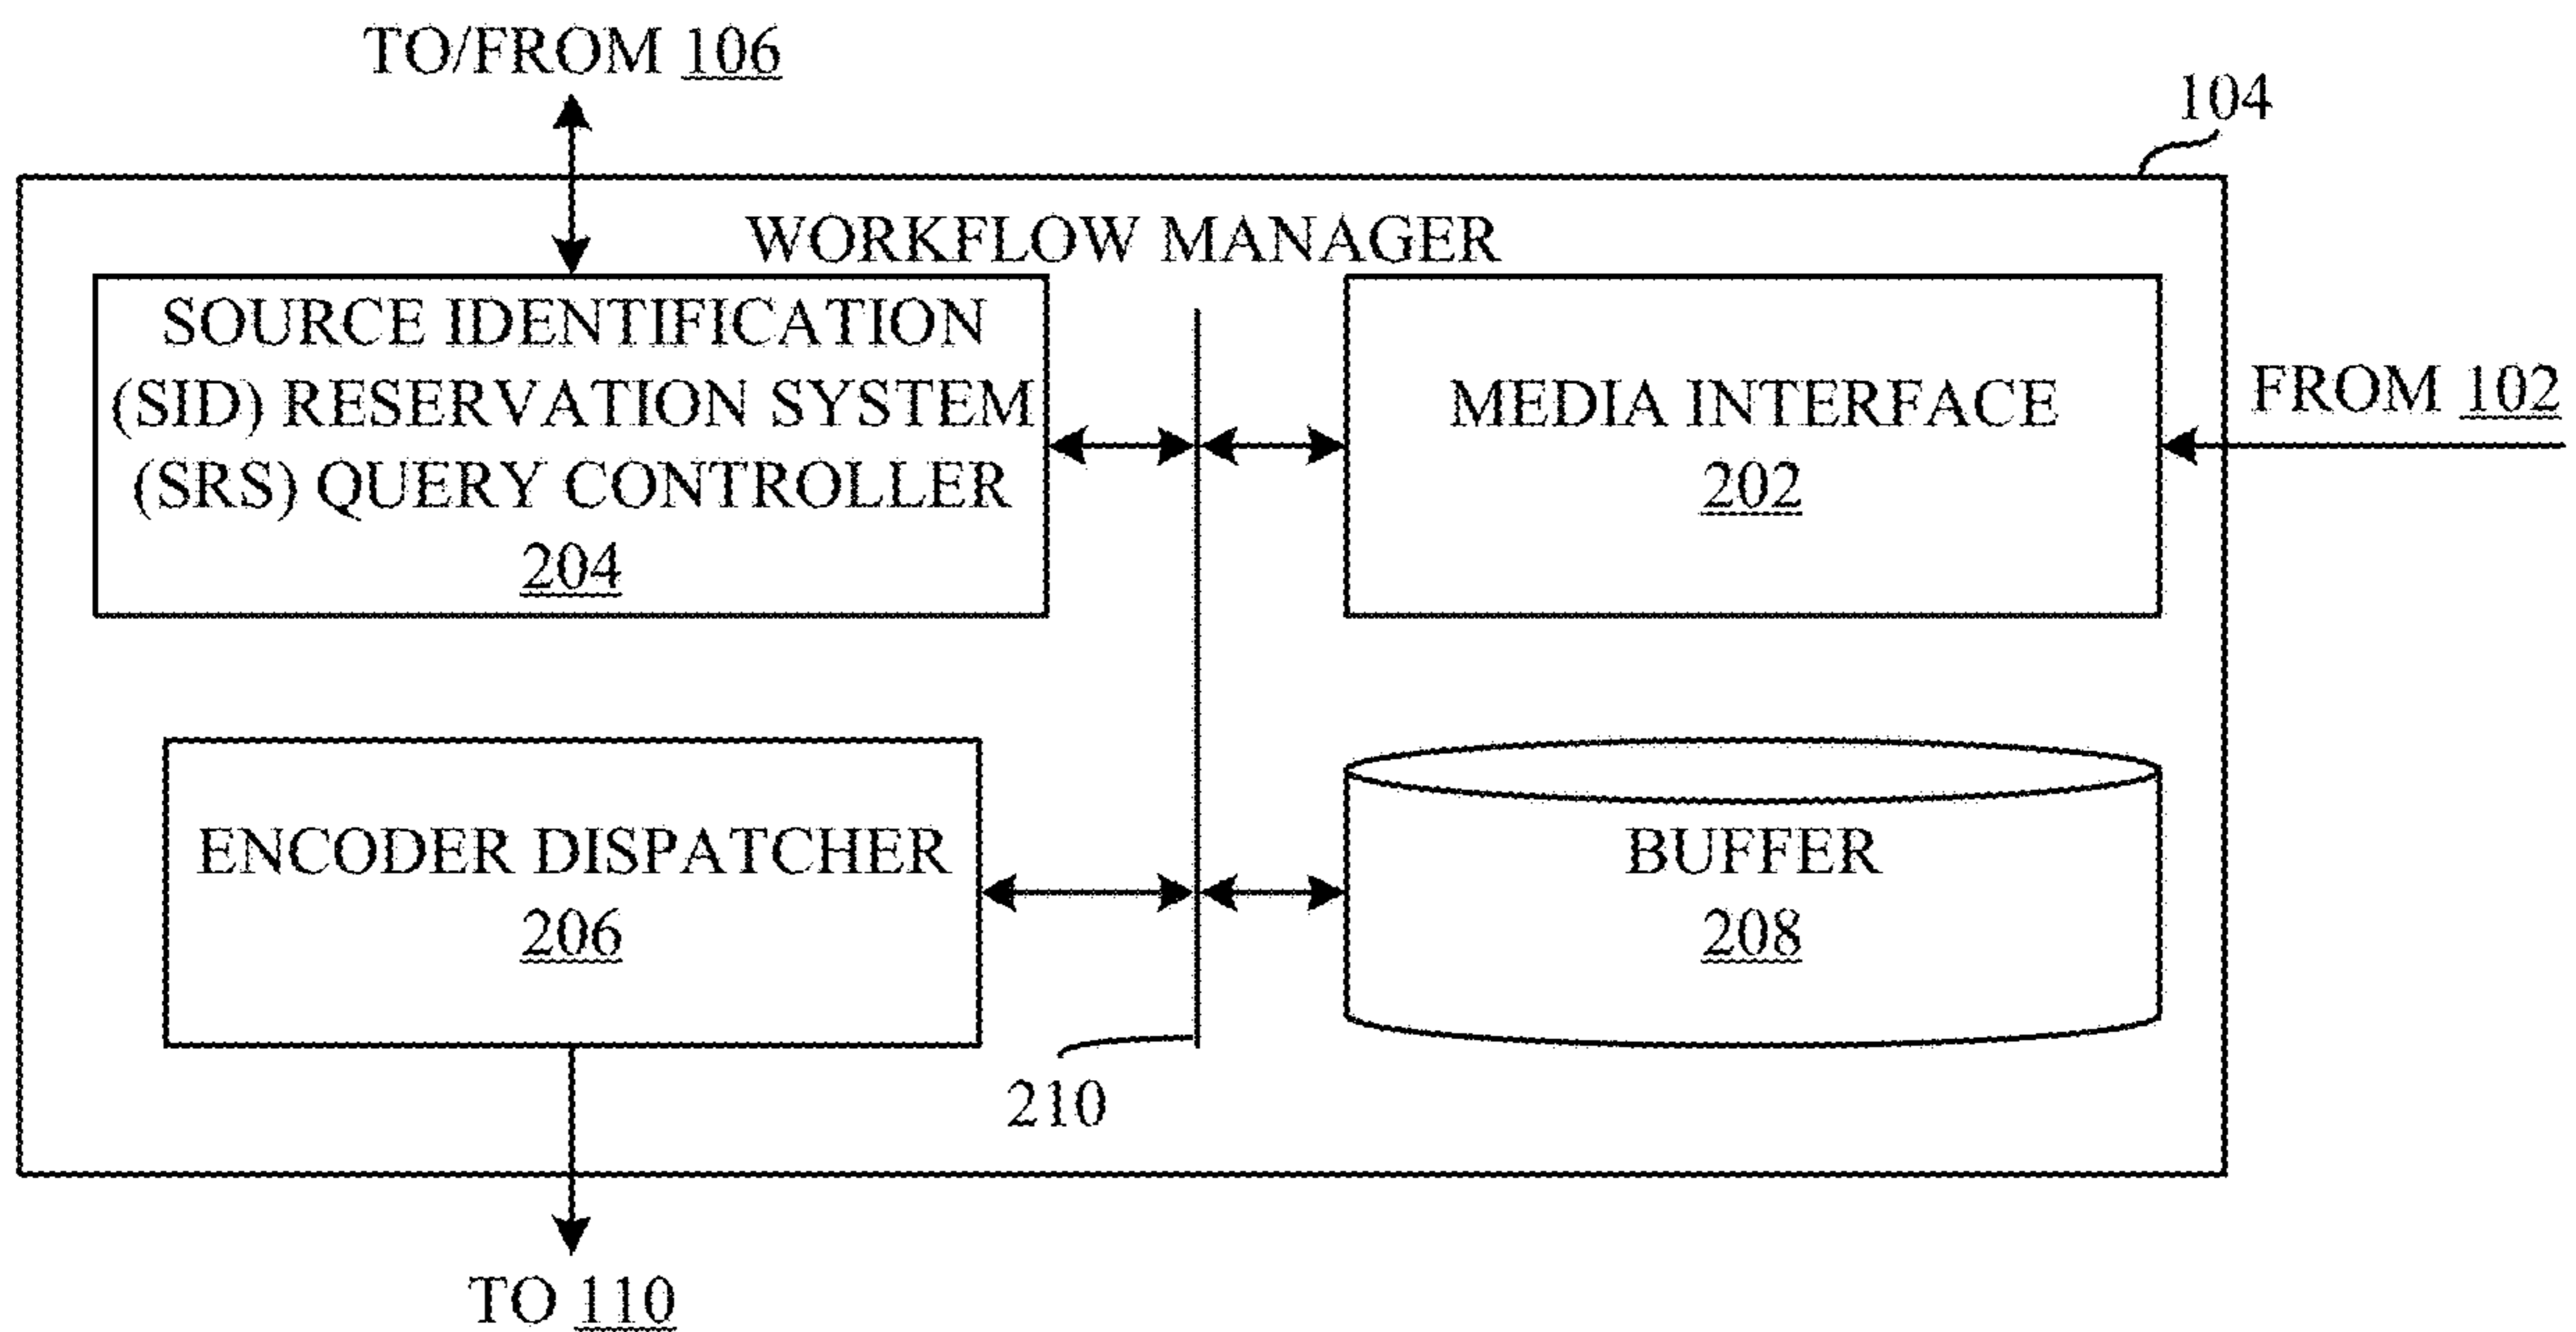 TO/FROM 106
104
WORKFLOW MANAGER
SOURCE IDENTIFICATION
(SID) RESERVATION SYSTEM
(SRS) QUERY CONTROLLER
204
MEDIA INTERFACE
202
FROM 102
ENCODER DISPATCHER
206
BUFFER
208
210
TO 110